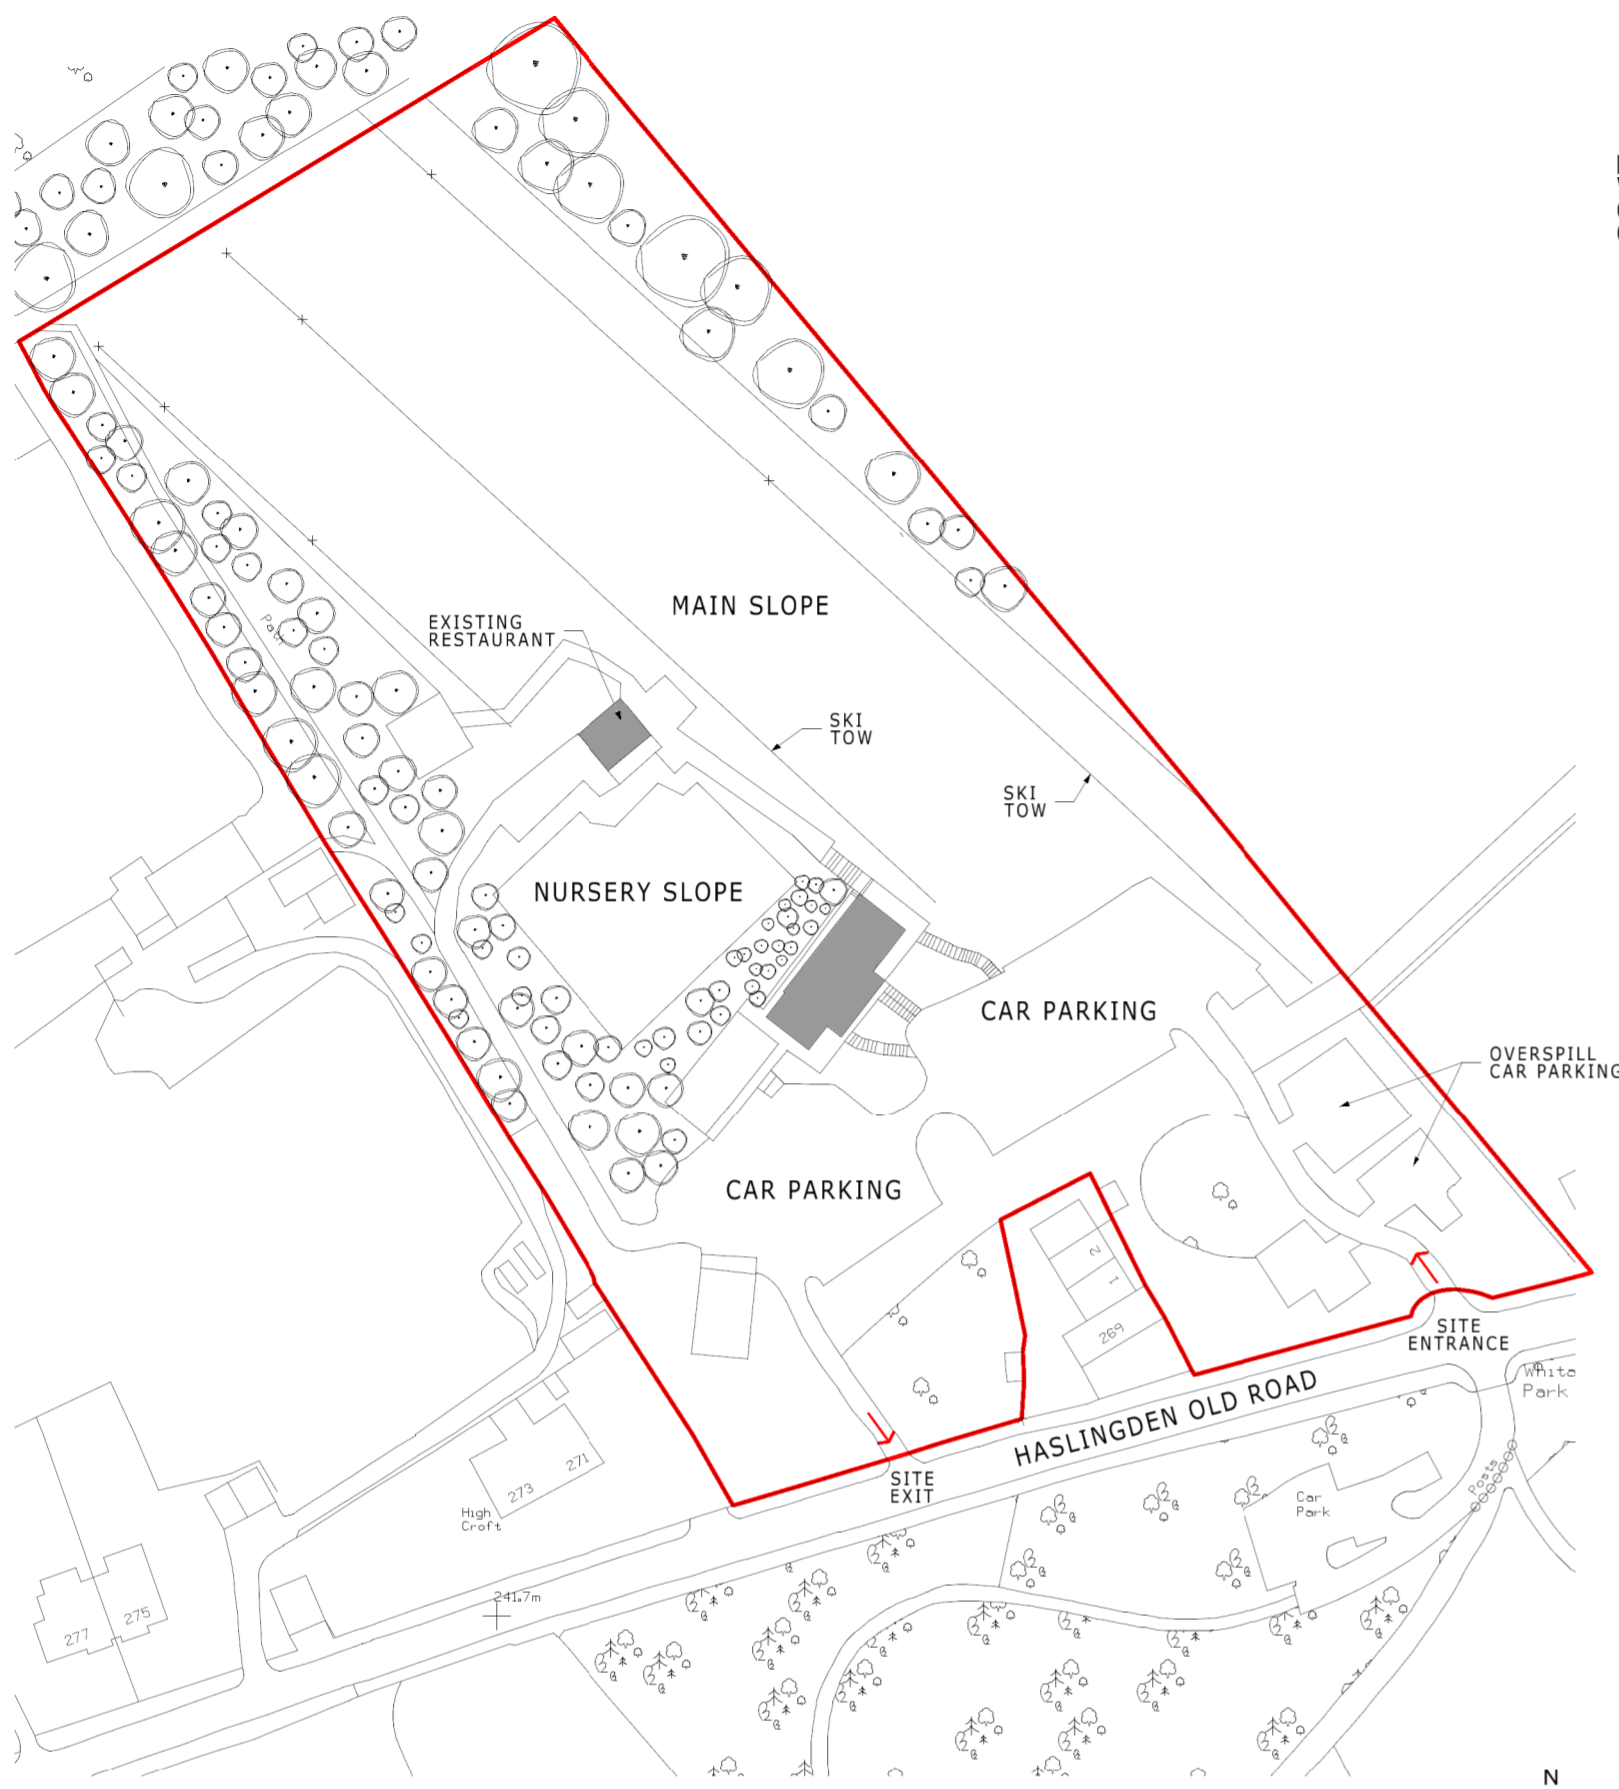 Path
MAIN SLOPE
EXISTING
RESTAURANT
SKI
TOW
SKI
TOW
NURSERY SLOPE
CAR PARKING
OVERSPILL
CAR PARKING
CAR PARKING
2
1
269
SITE
ENTRANCE
HASLINGDEN OLD ROAD
Park
SITE
EXIT
271
273
High
Croft
Posts
Car
Park
241.7m
275
277
N